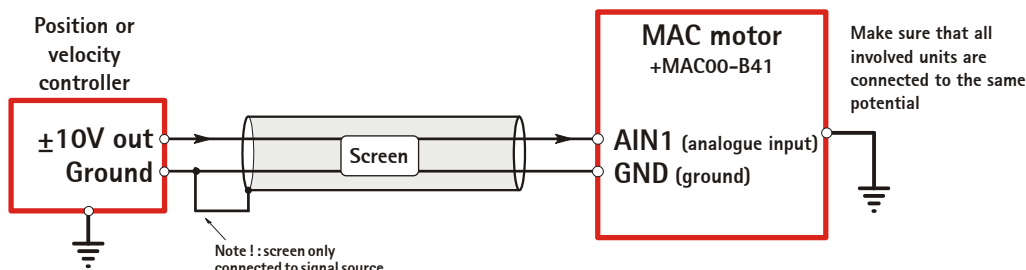 Position or
velocity
controller
±10V out
Ground
Screen
Note ! : screen only
connected to signal source
MAC motor
+MAC00-B41
AIN1 (analogue input)
GND (ground)
Make sure that all
involved units are
connected to the same
potential